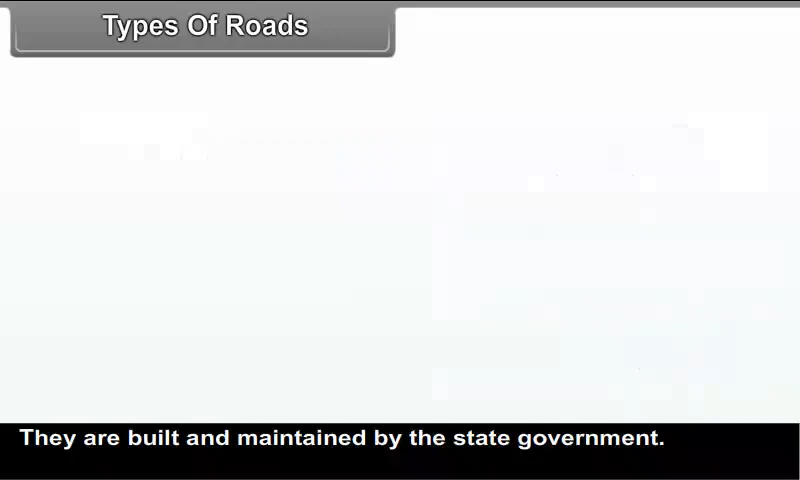 Types Of Roads
They are built and maintained by the state government.